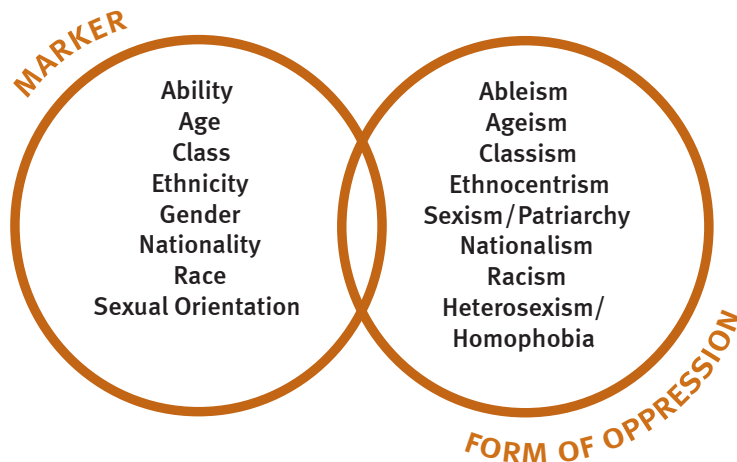 MARKER
Ability
Age
Class
Ethnicity
Gender
Nationality
Race
Sexual Orientation
Ableism
Ageism
Classism
Ethnocentrism
Sexism/Patriarchy
Nationalism
Racism
Heterosexism/
Homophobia
FORM OF OPPRESSION